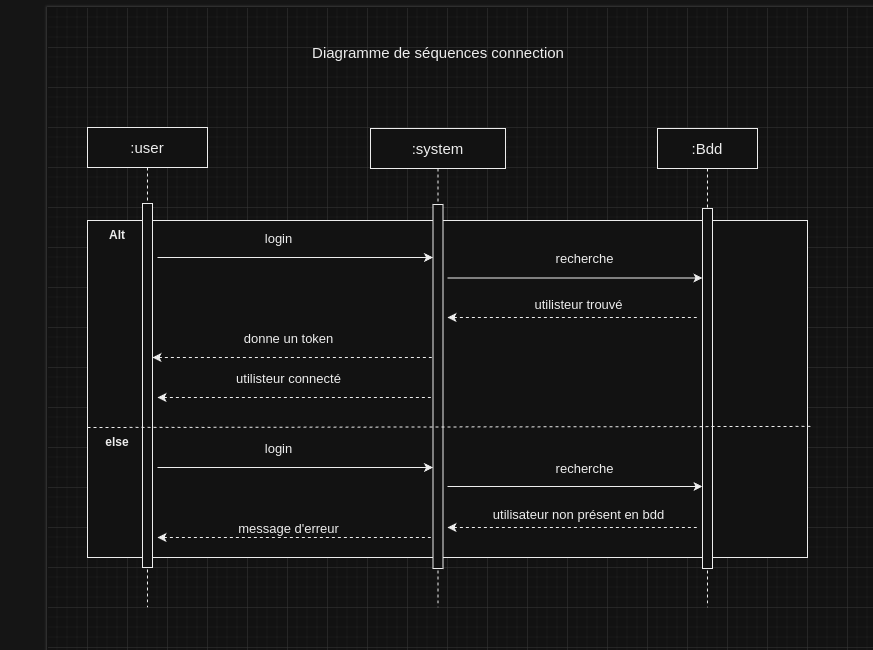 Diagramme de séquences connection
:user
:system
:Bdd
Alt
login
recherche
utilisteur trouvé
donne un token
utilisteur connecté
else
login
recherche
utilisateur non présent en bdd
message d'erreur